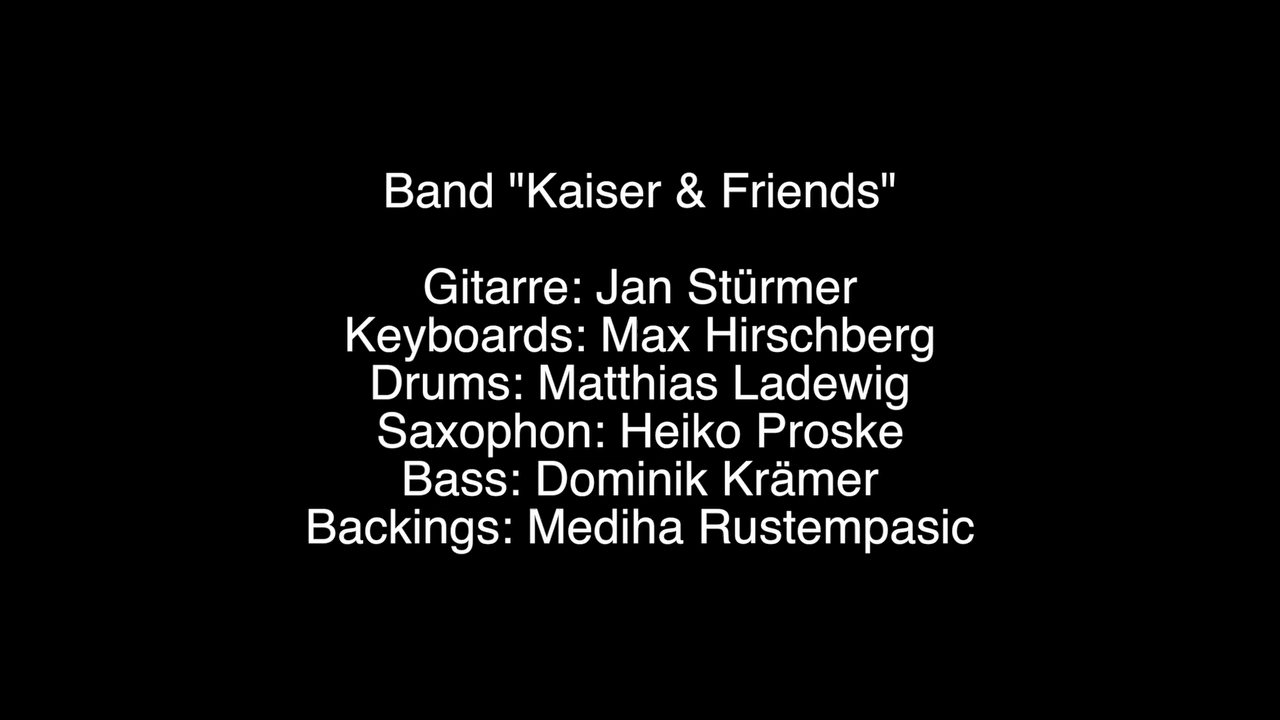 Band "Kaiser & Friends"
Gitarre: Jan Stürmer
Keyboards: Max Hirschberg
Drums: Matthias Ladewig
Saxophon: Heiko Proske
Bass: Dominik Krämer
Backings: Mediha Rustempasic